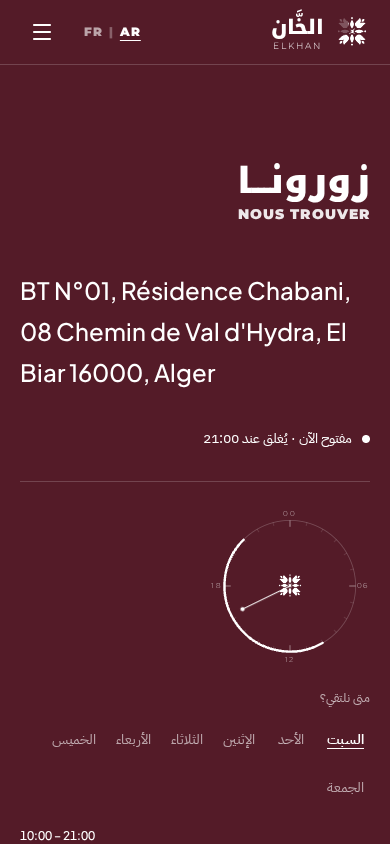 الخَّان
ELKHAN
FR | AR
زورونـا
NOUS TROUVER
BT N°01, Résidence Chabani,
08 Chemin de Val d'Hydra, El
Biar 16000, Alger
مفتوح الآن · يُغلق عند 21:00
00
18
06
12
متى نلتقي؟
السبت الأحد الإثنين الثلاثاء الأربعاء الخميس
الجمعة
10:00 – 21:00